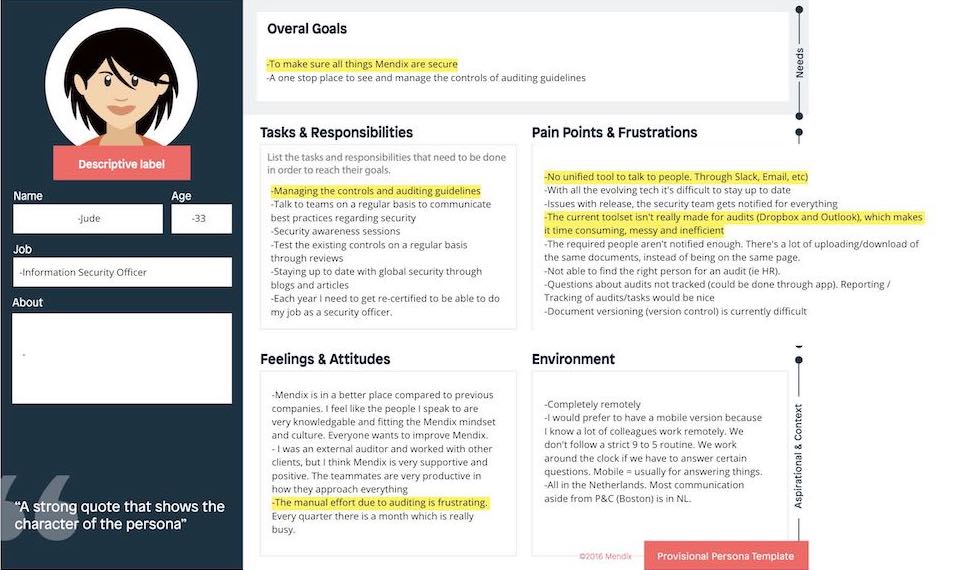 Descriptive label
Name
Age
-Jude
-33
Job
-Information Security Officer
About
-
“A strong quote that shows the
character of the persona”
Overal Goals
-To make sure all things Mendix are secure
-A one stop place to see and manage the controls of auditing guidelines
Needs
Tasks & Responsibilities
List the tasks and responsibilities that need to be done
in order to reach their goals.
-Managing the controls and auditing guidelines
-Talk to teams on a regular basis to communicate
best practices regarding security
-Security awareness sessions
-Test the existing controls on a regular basis
through reviews
-Staying up to date with global security through
blogs and articles
-Each year I need to get re-certified to be able to do
my job as a security officer.
Pain Points & Frustrations
-No unified tool to talk to people. Through Slack, Email, etc)
-With all the evolving tech it's difficult to stay up to date
-Issues with release, the security team gets notified for everything
-The current toolset isn't really made for audits (Dropbox and Outlook), which makes
it time consuming, messy and inefficient
-The required people aren't notified enough. There's a lot of uploading/download of
the same documents, instead of being on the same page.
-Not able to find the right person for an audit (ie HR).
-Questions about audits not tracked (could be done through app). Reporting /
Tracking of audits/tasks would be nice
-Document versioning (version control) is currently difficult
Feelings & Attitudes
-Mendix is in a better place compared to previous
companies. I feel like the people I speak to are
very knowledgable and fitting the Mendix mindset
and culture. Everyone wants to improve Mendix.
- I was an external auditor and worked with other
clients, but I think Mendix is very supportive and
positive. The teammates are very productive in
how they approach everything
-The manual effort due to auditing is frustrating.
Every quarter there is a month which is really
busy.
Environment
-Completely remotely
-I would prefer to have a mobile version because
I know a lot of colleagues work remotely. We
don't follow a strict 9 to 5 routine. We work
around the clock if we have to answer certain
questions. Mobile = usually for answering things.
-All in the Netherlands. Most communication
aside from P&C (Boston) is in NL.
Aspirational & Context
©2016 Mendix
Provisional Persona Template